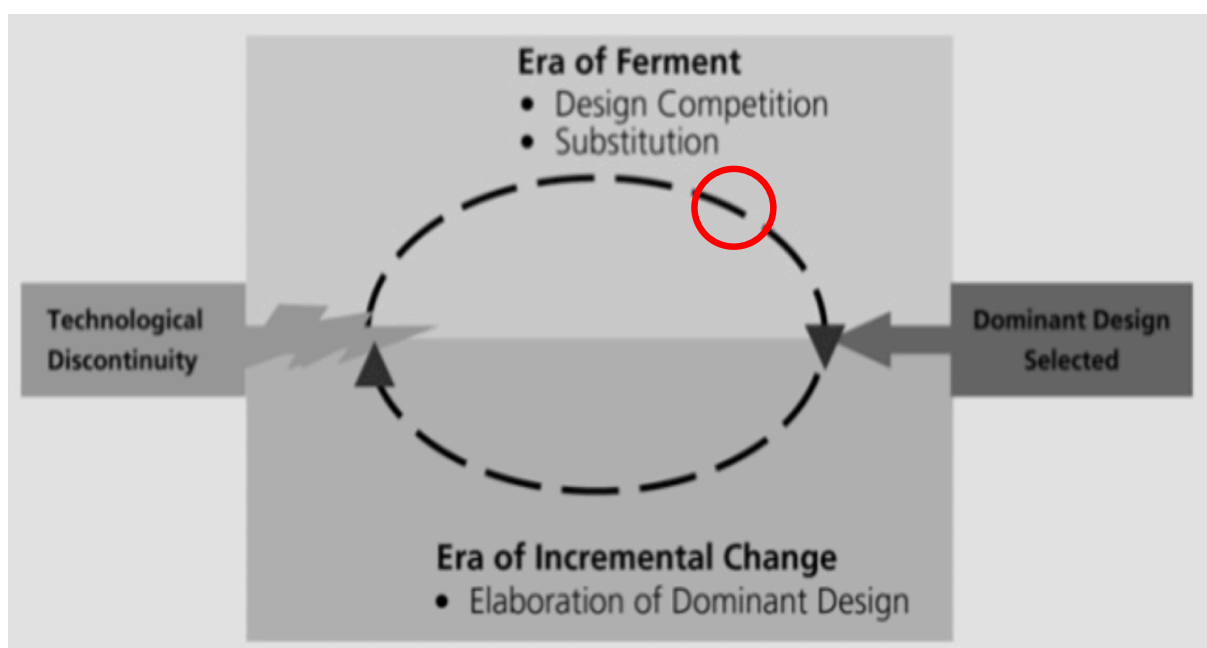 Era of Ferment
• Design Competition
• Substitution
Technological
Discontinuity
Dominant Design
Selected
Era of Incremental Change
• Elaboration of Dominant Design